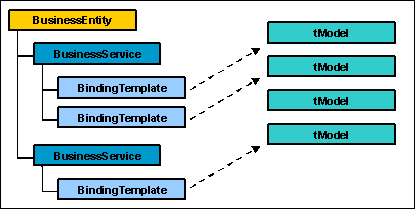 BusinessEntity
BusinessService
BindingTemplate
BindingTemplate
BusinessService
BindingTemplate
tModel
tModel
tModel
tModel